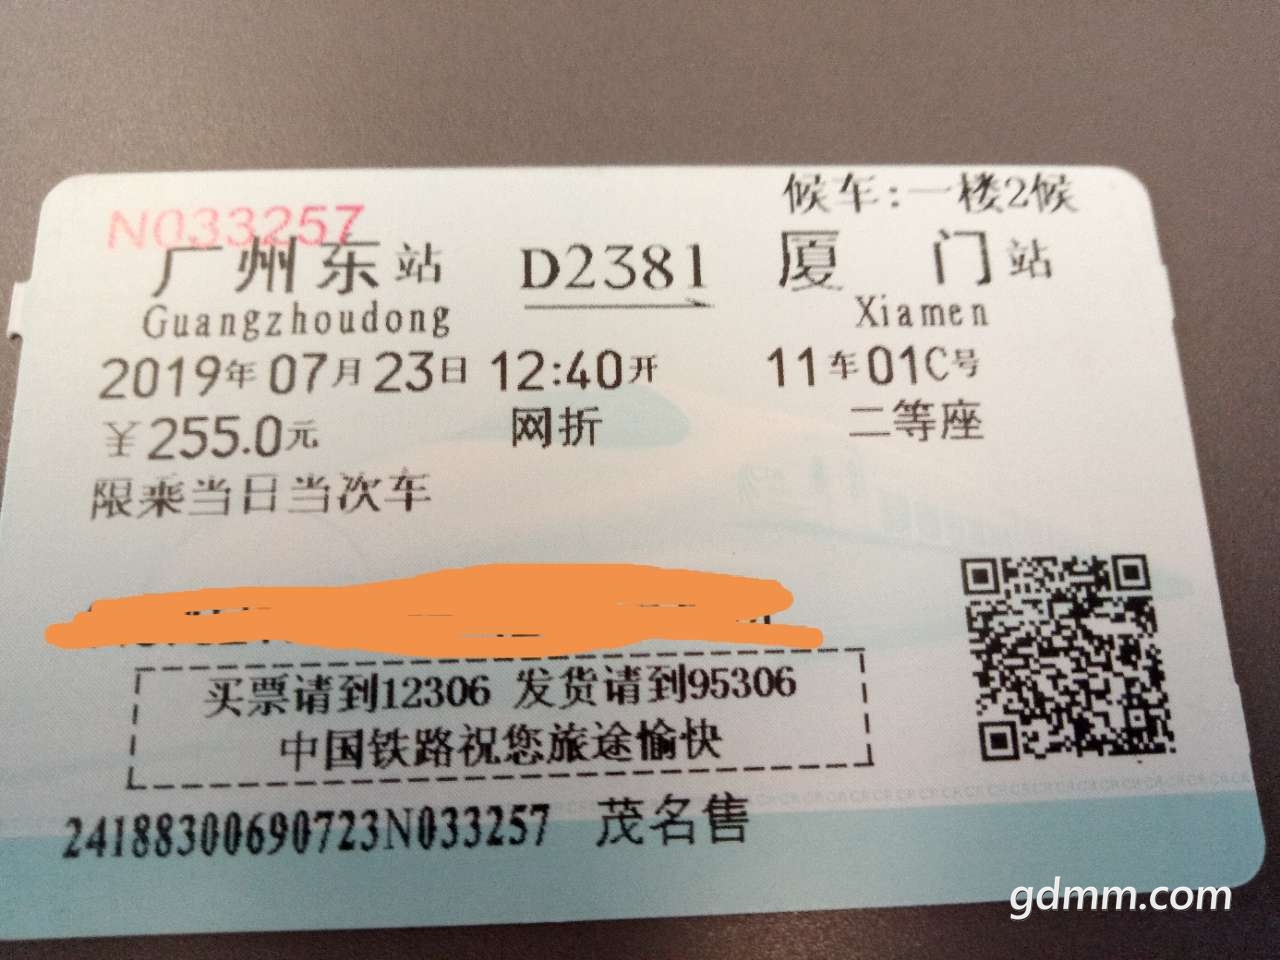 候车:一楼2候
N033257
广州东站 D2381 厦门站
Guangzhoudong Xiamen
2019年07月23日 12:40开 11车01C号
￥255.0元 网折 二等座
限乘当日当次车
买票请到12306 发货请到95306
中国铁路祝您旅途愉快
24188300690723N033257 茂名售
gdmm.com